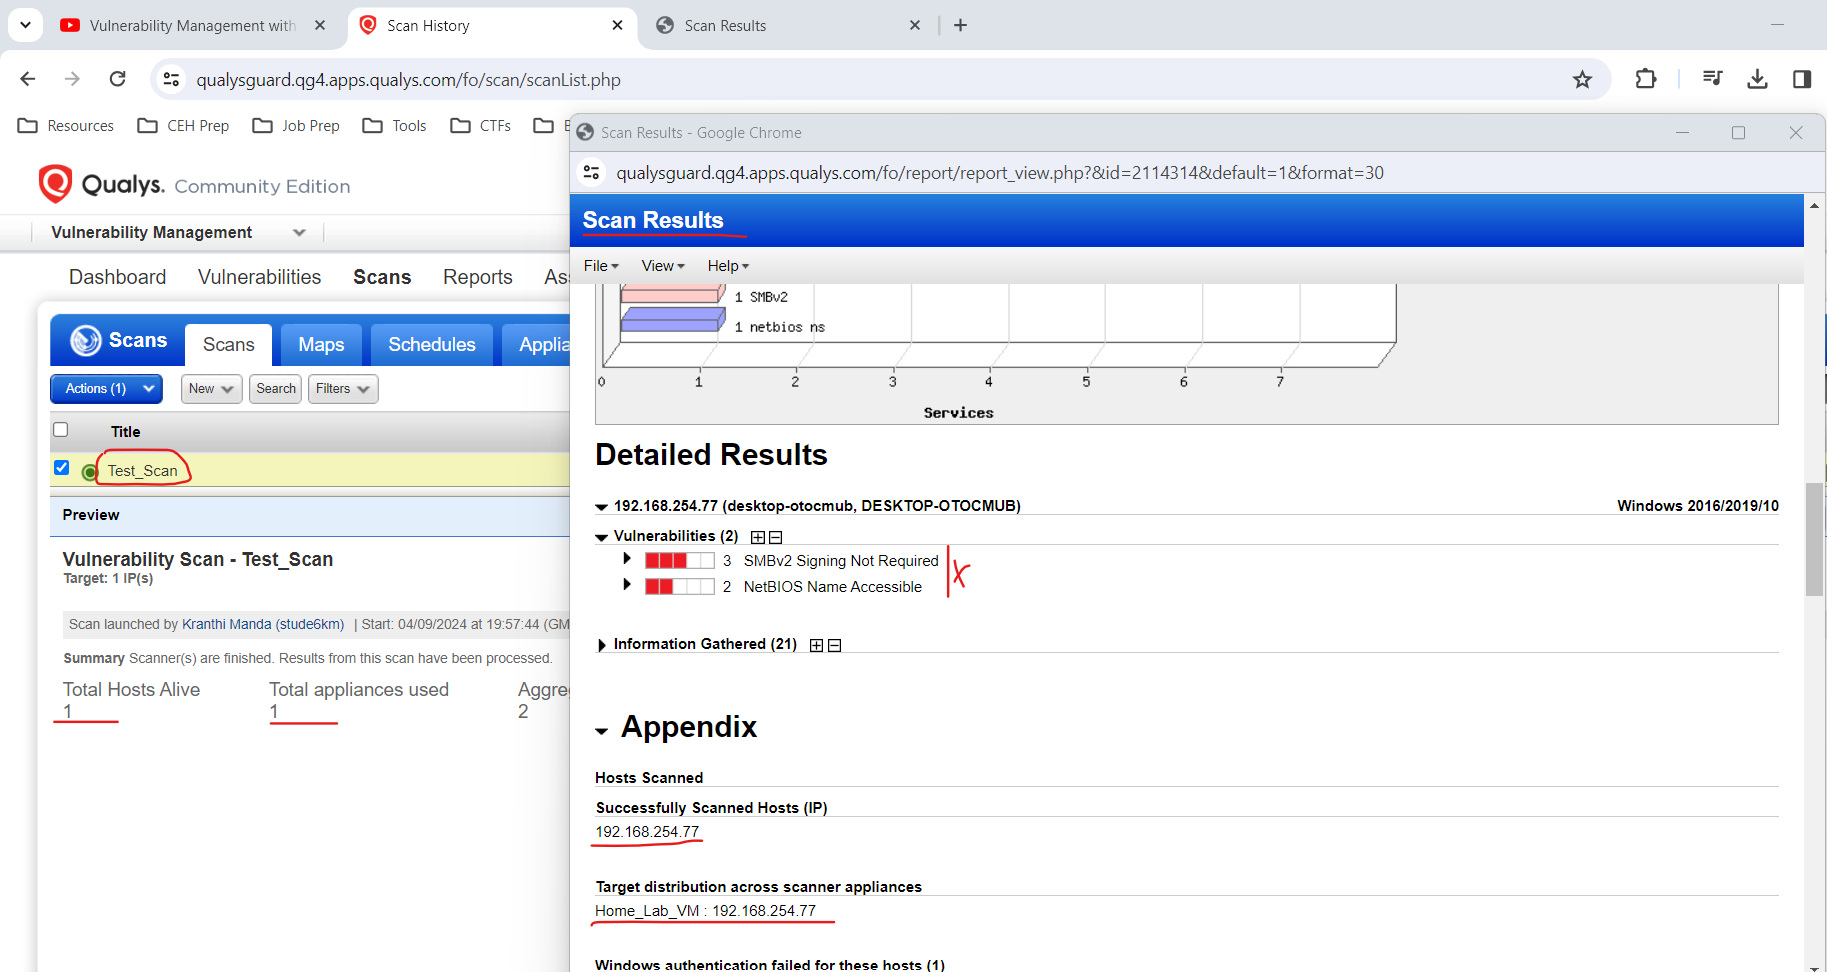 Vulnerability Management with
Scan History
Scan Results
qualysguard.qg4.apps.qualys.com/fo/scan/scanList.php
Resources
CEH Prep
Job Prep
Tools
CTFs
Qualys. Community Edition
Vulnerability Management
Dashboard
Vulnerabilities
Scans
Reports
Scans
Scans
Maps
Schedules
Actions (1)
New
Search
Filters
Title
Test_Scan
Preview
Vulnerability Scan - Test_Scan
Target: 1 IP(s)
Scan launched by Kranthi Manda (stude6km) | Start: 04/09/2024 at 19:57:44 (GM
Summary Scanner(s) are finished. Results from this scan have been processed.
Total Hosts Alive
1
Total appliances used
1
2
Scan Results - Google Chrome
qualysguard.qg4.apps.qualys.com/fo/report/report_view.php?&id=2114314&default=1&format=30
Scan Results
File
View
Help
1 SMBv2
1 netbios ns
0 1 2 3 4 5 6 7
Services
Detailed Results
192.168.254.77 (desktop-otocmub, DESKTOP-OTOCMUB)
Windows 2016/2019/10
Vulnerabilities (2)
3 SMBv2 Signing Not Required
2 NetBIOS Name Accessible
X
Information Gathered (21)
Appendix
Hosts Scanned
Successfully Scanned Hosts (IP)
192.168.254.77
Target distribution across scanner appliances
Home_Lab_VM : 192.168.254.77
Windows authentication failed for these hosts (1)